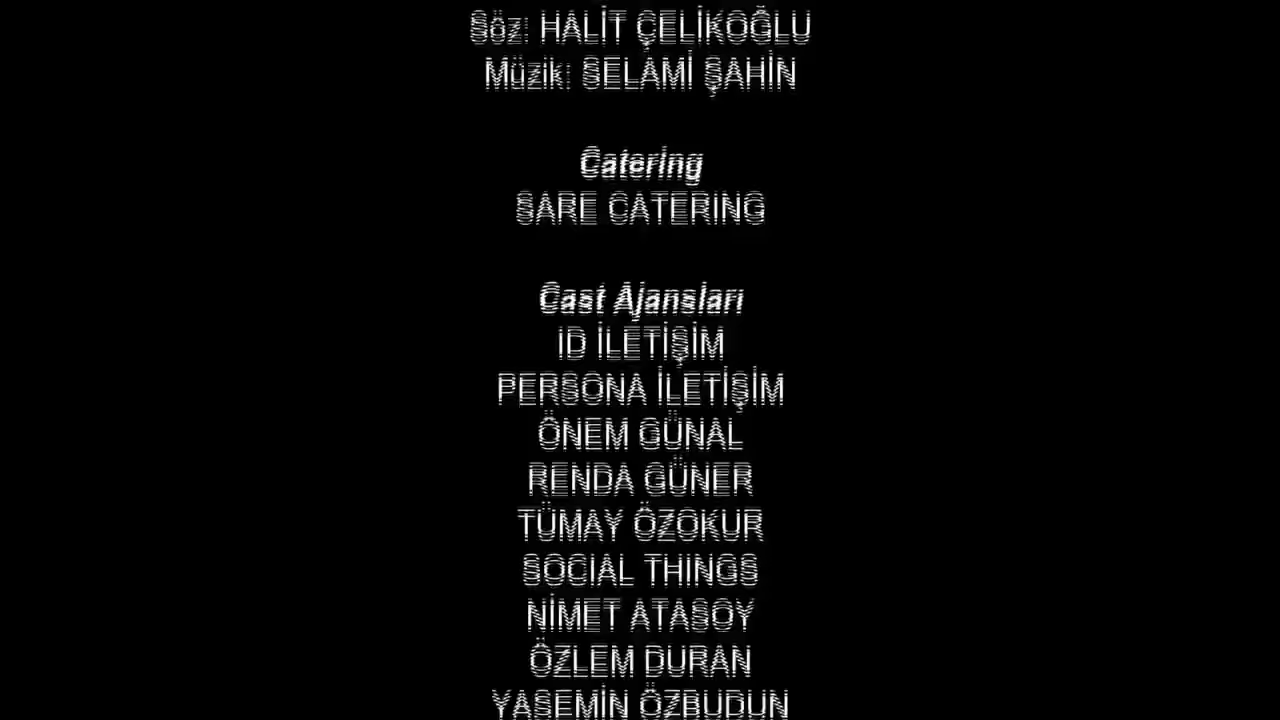 Söz: HALİT ÇELİKOĞLU
Müzik: SELAMİ ŞAHİN
Catering
SARE CATERING
Cast Ajansları
ID İLETİŞİM
PERSONA İLETİŞİM
ÖNEM GÜNAL
RENDA GÜNER
TÜMAY ÖZOKUR
SOCIAL THINGS
NİMET ATASOY
ÖZLEM DURAN
YASEMİN ÖZBUDUN